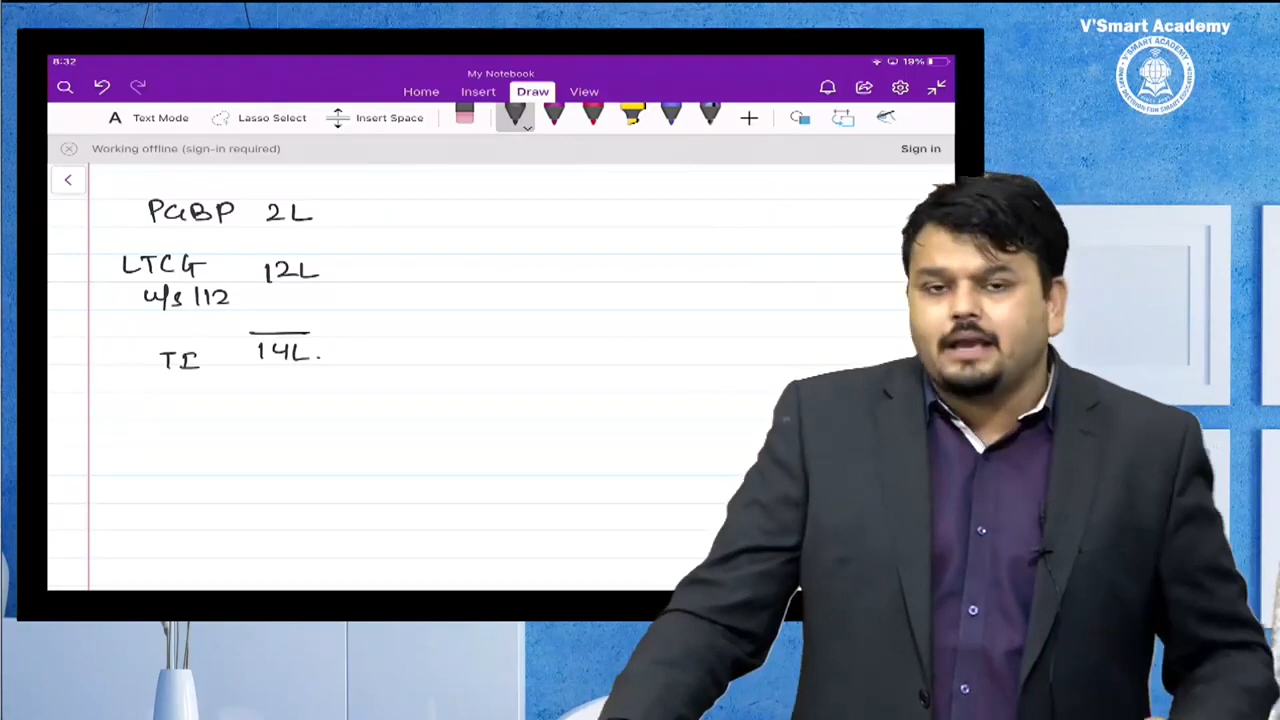 V'Smart Academy
8:32
19%
My Notebook
Home Insert Draw View
A Text Mode Lasso Select Insert Space
Working offline (sign-in required) Sign in
PGBP 2L
LTCG 12L
u/s 112
TI 14L.